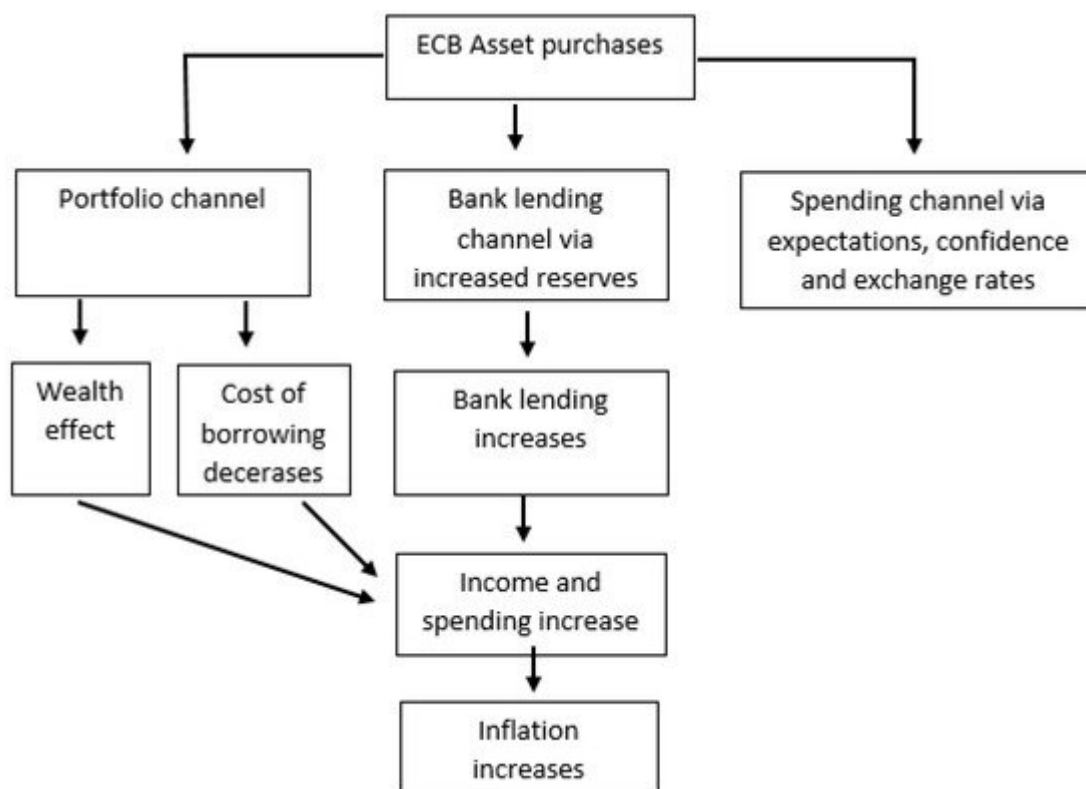 ECB Asset purchases
Portfolio channel
Bank lending
channel via
increased reserves
Spending channel via
expectations, confidence
and exchange rates
Wealth
effect
Cost of
borrowing
decerases
Bank lending
increases
Income and
spending increase
Inflation
increases